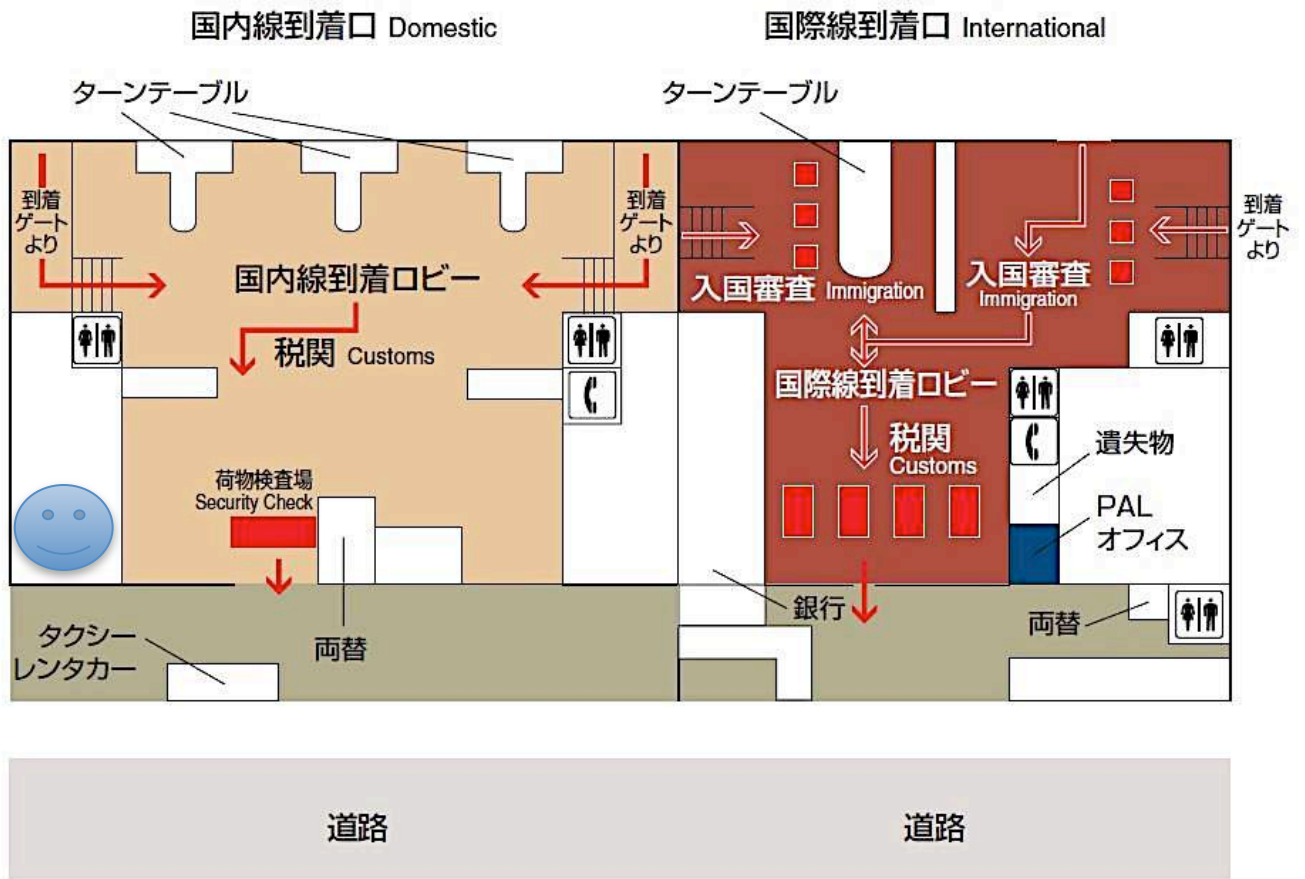 国内線到着口 Domestic
国際線到着口 International
ターンテーブル
ターンテーブル
到着
ゲート
より
到着
ゲート
より
到着
ゲート
より
国内線到着ロビー
入国審査 Immigration
入国審査
Immigration
税関 Customs
国際線到着ロビー
税関
Customs
荷物検査場
Security Check
遺失物
PAL
オフィス
タクシー
レンタカー
両替
銀行
両替
道路
道路